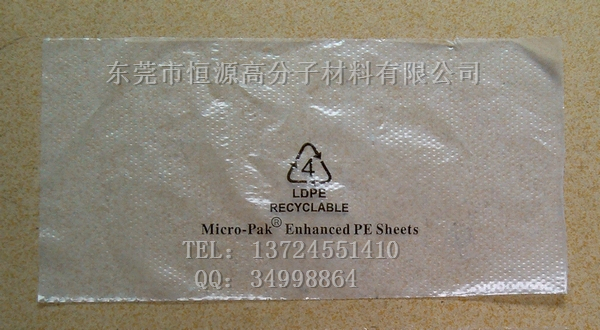 东莞市恒源高分子材料有限公司
4
LDPE
RECYCLABLE
Micro-Pak® Enhanced PE Sheets
TEL: 13724551410
QQ: 34998864